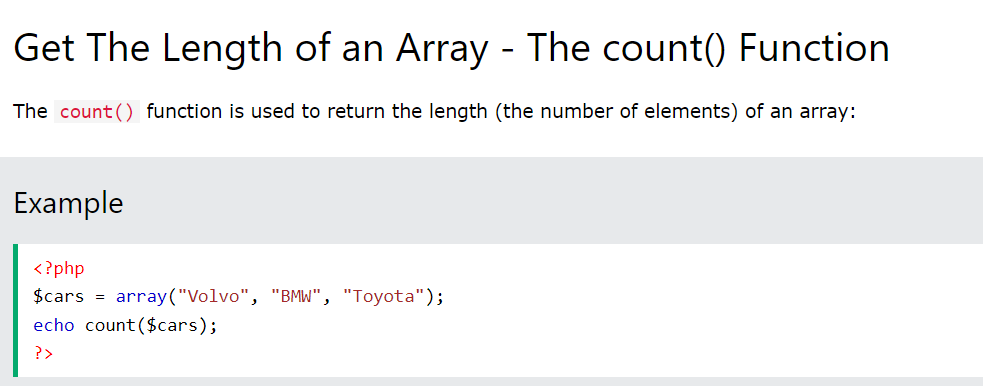 Get The Length of an Array - The count() Function
The count() function is used to return the length (the number of elements) of an array:
Example
<?php
$cars = array("Volvo", "BMW", "Toyota");
echo count($cars);
?>